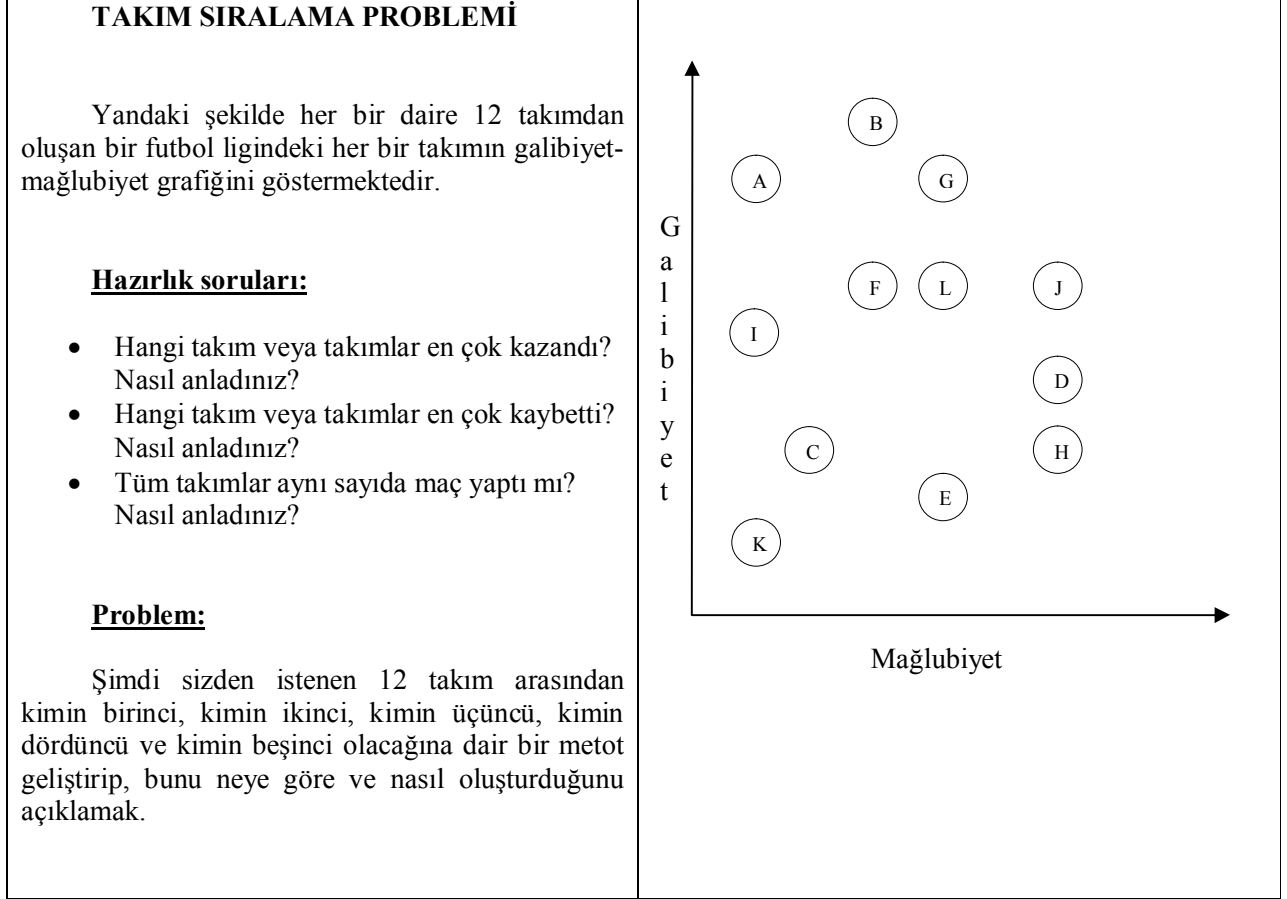 TAKIM SIRALAMA PROBLEMİ
Yandaki şekilde her bir daire 12 takımdan
oluşan bir futbol ligindeki her bir takımın galibiyet-
mağlubiyet grafiğini göstermektedir.
Hazırlık soruları:
• Hangi takım veya takımlar en çok kazandı?
Nasıl anladınız?
• Hangi takım veya takımlar en çok kaybetti?
Nasıl anladınız?
• Tüm takımlar aynı sayıda maç yaptı mı?
Nasıl anladınız?
Problem:
Şimdi sizden istenen 12 takım arasından
kimin birinci, kimin ikinci, kimin üçüncü, kimin
dördüncü ve kimin beşinci olacağına dair bir metot
geliştirip, bunu neye göre ve nasıl oluşturduğunu
açıklamak.
Galibiyet
B
A G
F L J
I
D
C H
E
K
Mağlubiyet